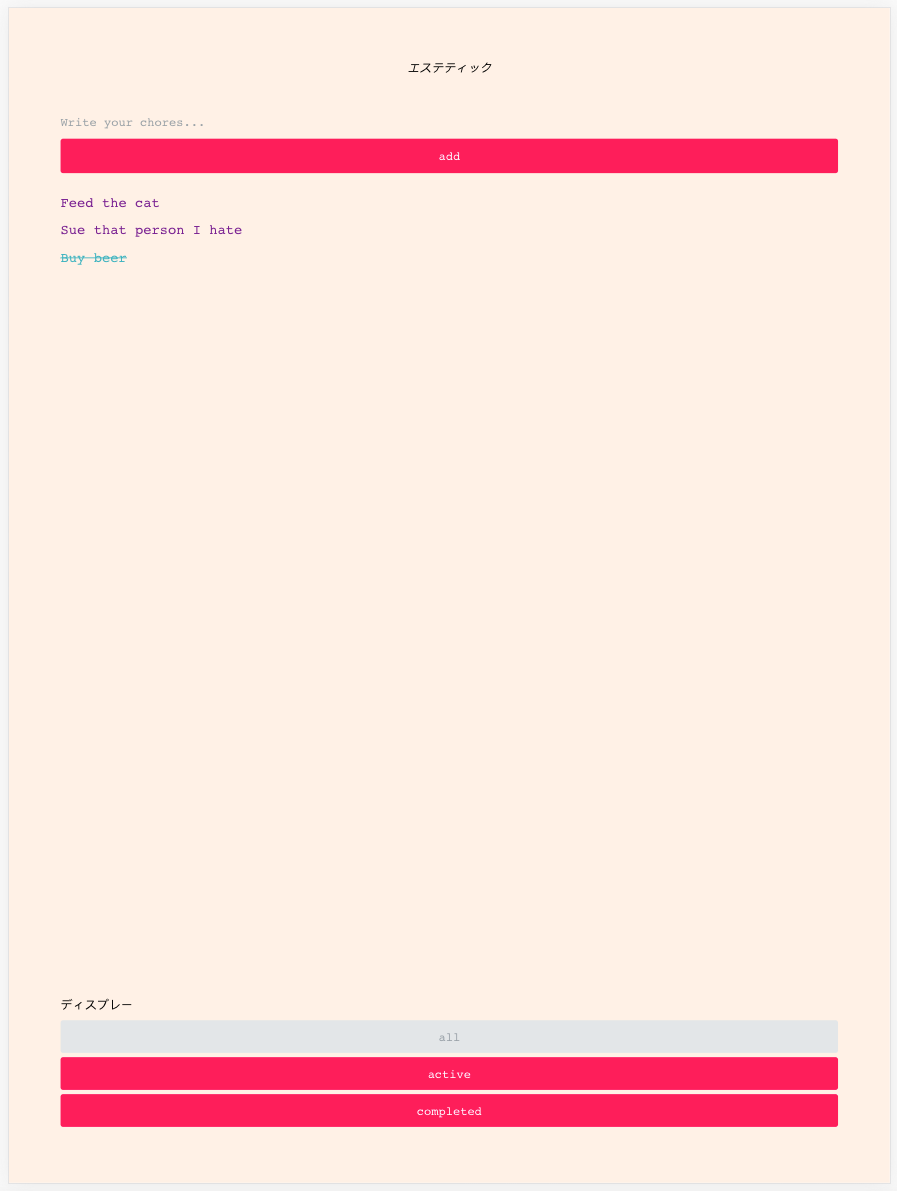 エステティック
Write your chores...
add
Feed the cat
Sue that person I hate
Buy beer
ディスプレー
all
active
completed